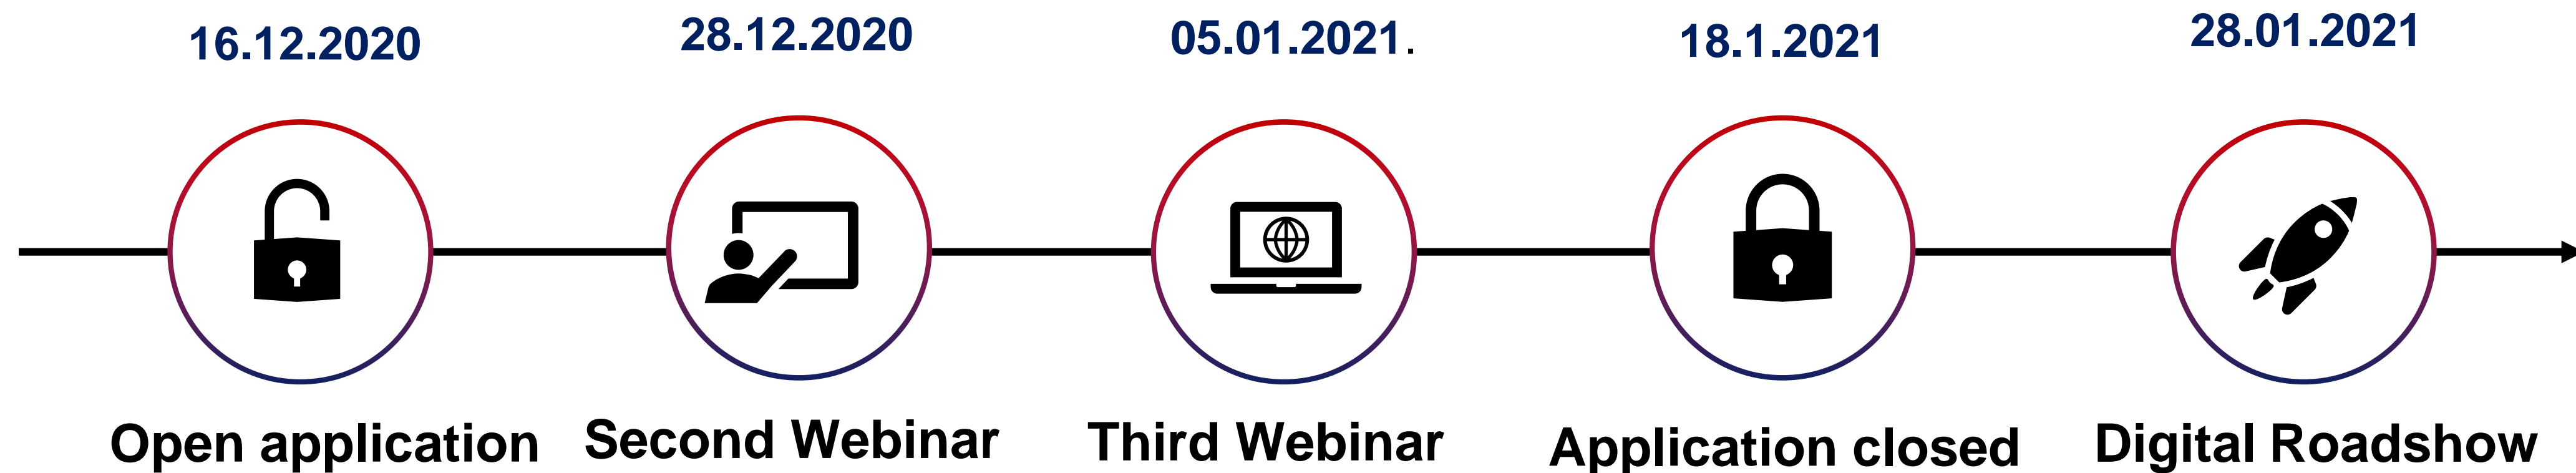 16.12.2020
28.12.2020
05.01.2021.
18.1.2021
28.01.2021
Open application
Second Webinar
Third Webinar
Application closed
Digital Roadshow